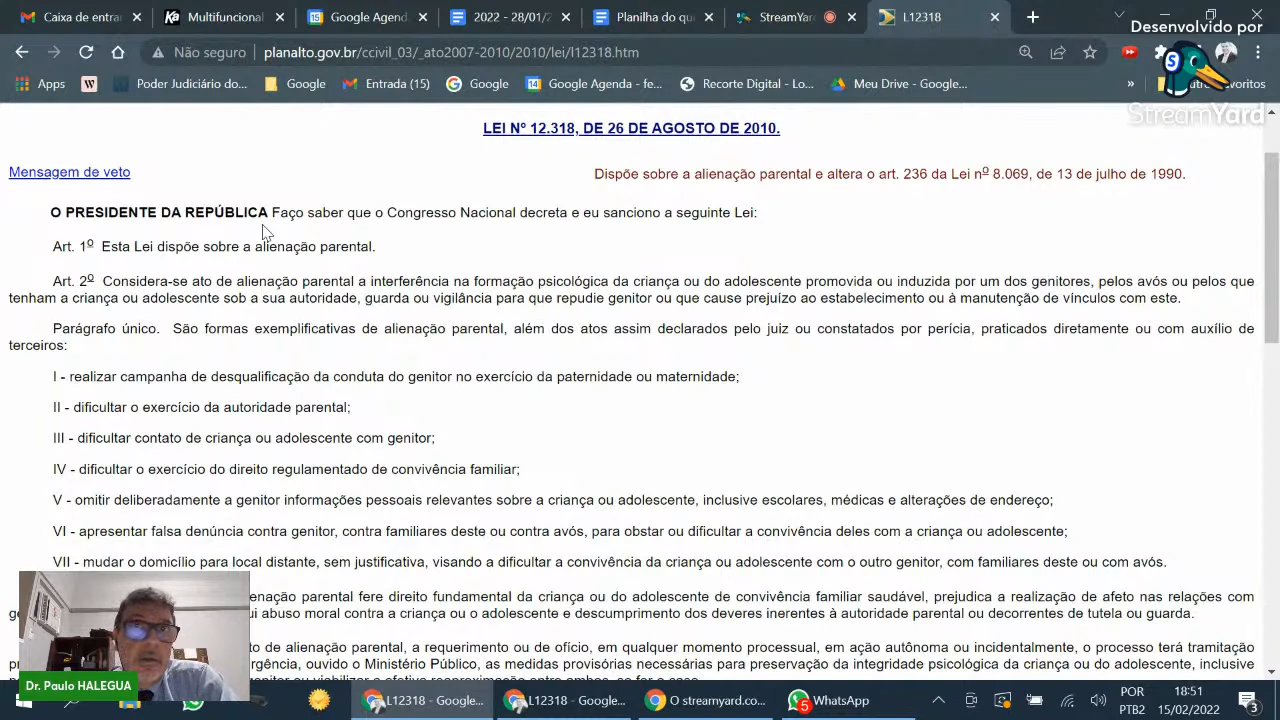 Caixa de entra
Multifuncional
Google Agend
2022 - 28/01/2
Planilha do qu
StreamYar
L12318
Desenvolvido por
Não seguro
planalto.gov.br/ccivil_03/_ato2007-2010/2010/lei/l12318.htm
Apps
Poder Judiciário do...
Google
Entrada (15)
Google
Google Agenda - fe...
Recorte Digital - Lo...
Meu Drive - Google...
»
Outros favoritos
StreamYard
LEI Nº 12.318, DE 26 DE AGOSTO DE 2010.
Mensagem de veto
Dispõe sobre a alienação parental e altera o art. 236 da Lei nº 8.069, de 13 de julho de 1990.
O PRESIDENTE DA REPÚBLICA Faço saber que o Congresso Nacional decreta e eu sanciono a seguinte Lei:
Art. 1º Esta Lei dispõe sobre a alienação parental.
Art. 2º Considera-se ato de alienação parental a interferência na formação psicológica da criança ou do adolescente promovida ou induzida por um dos genitores, pelos avós ou pelos que
tenham a criança ou adolescente sob a sua autoridade, guarda ou vigilância para que repudie genitor ou que cause prejuízo ao estabelecimento ou à manutenção de vínculos com este.
Parágrafo único. São formas exemplificativas de alienação parental, além dos atos assim declarados pelo juiz ou constatados por perícia, praticados diretamente ou com auxílio de
terceiros:
I - realizar campanha de desqualificação da conduta do genitor no exercício da paternidade ou maternidade;
II - dificultar o exercício da autoridade parental;
III - dificultar contato de criança ou adolescente com genitor;
IV - dificultar o exercício do direito regulamentado de convivência familiar;
V - omitir deliberadamente a genitor informações pessoais relevantes sobre a criança ou adolescente, inclusive escolares, médicas e alterações de endereço;
VI - apresentar falsa denúncia contra genitor, contra familiares deste ou contra avós, para obstar ou dificultar a convivência deles com a criança ou adolescente;
VII - mudar o domicílio para local distante, sem justificativa, visando a dificultar a convivência da criança ou adolescente com o outro genitor, com familiares deste ou com avós.
enação parental fere direito fundamental da criança ou do adolescente de convivência familiar saudável, prejudica a realização de afeto nas relações com
ui abuso moral contra a criança ou o adolescente e descumprimento dos deveres inerentes à autoridade parental ou decorrentes de tutela ou guarda.
to de alienação parental, a requerimento ou de ofício, em qualquer momento processual, em ação autônoma ou incidentalmente, o processo terá tramitação
rgência, ouvido o Ministério Público, as medidas provisórias necessárias para preservação da integridade psicológica da criança ou do adolescente, inclusive
Dr. Paulo HALEGUA
L12318 - Google...
L12318 - Google...
O streamyard.co...
5
WhatsApp
POR
PTB2
18:51
15/02/2022
3